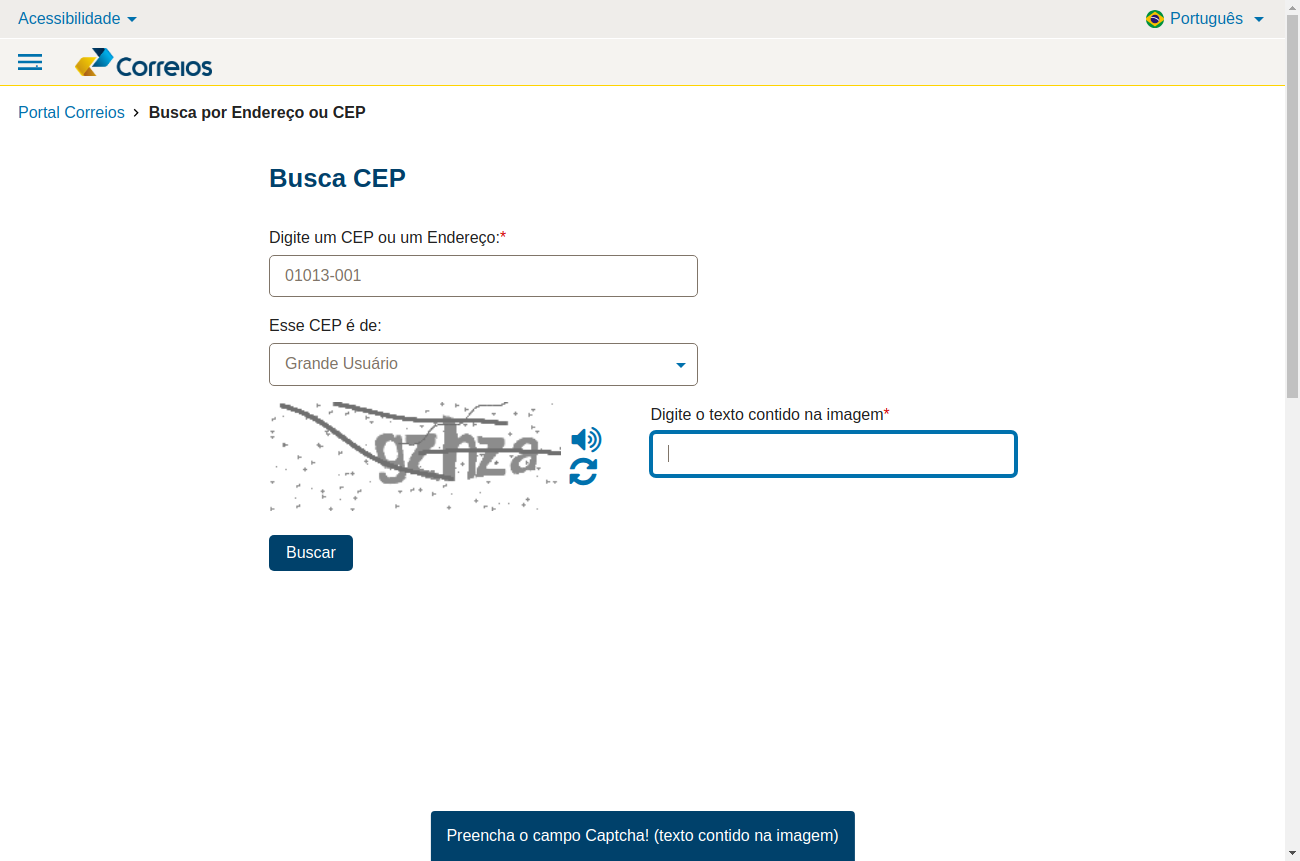 Acessibilidade
Português
Correios
Portal Correios › Busca por Endereço ou CEP
Busca CEP
Digite um CEP ou um Endereço:*
01013-001
Esse CEP é de:
Grande Usuário
gzhza
Digite o texto contido na imagem*
Buscar
Preencha o campo Captcha! (texto contido na imagem)